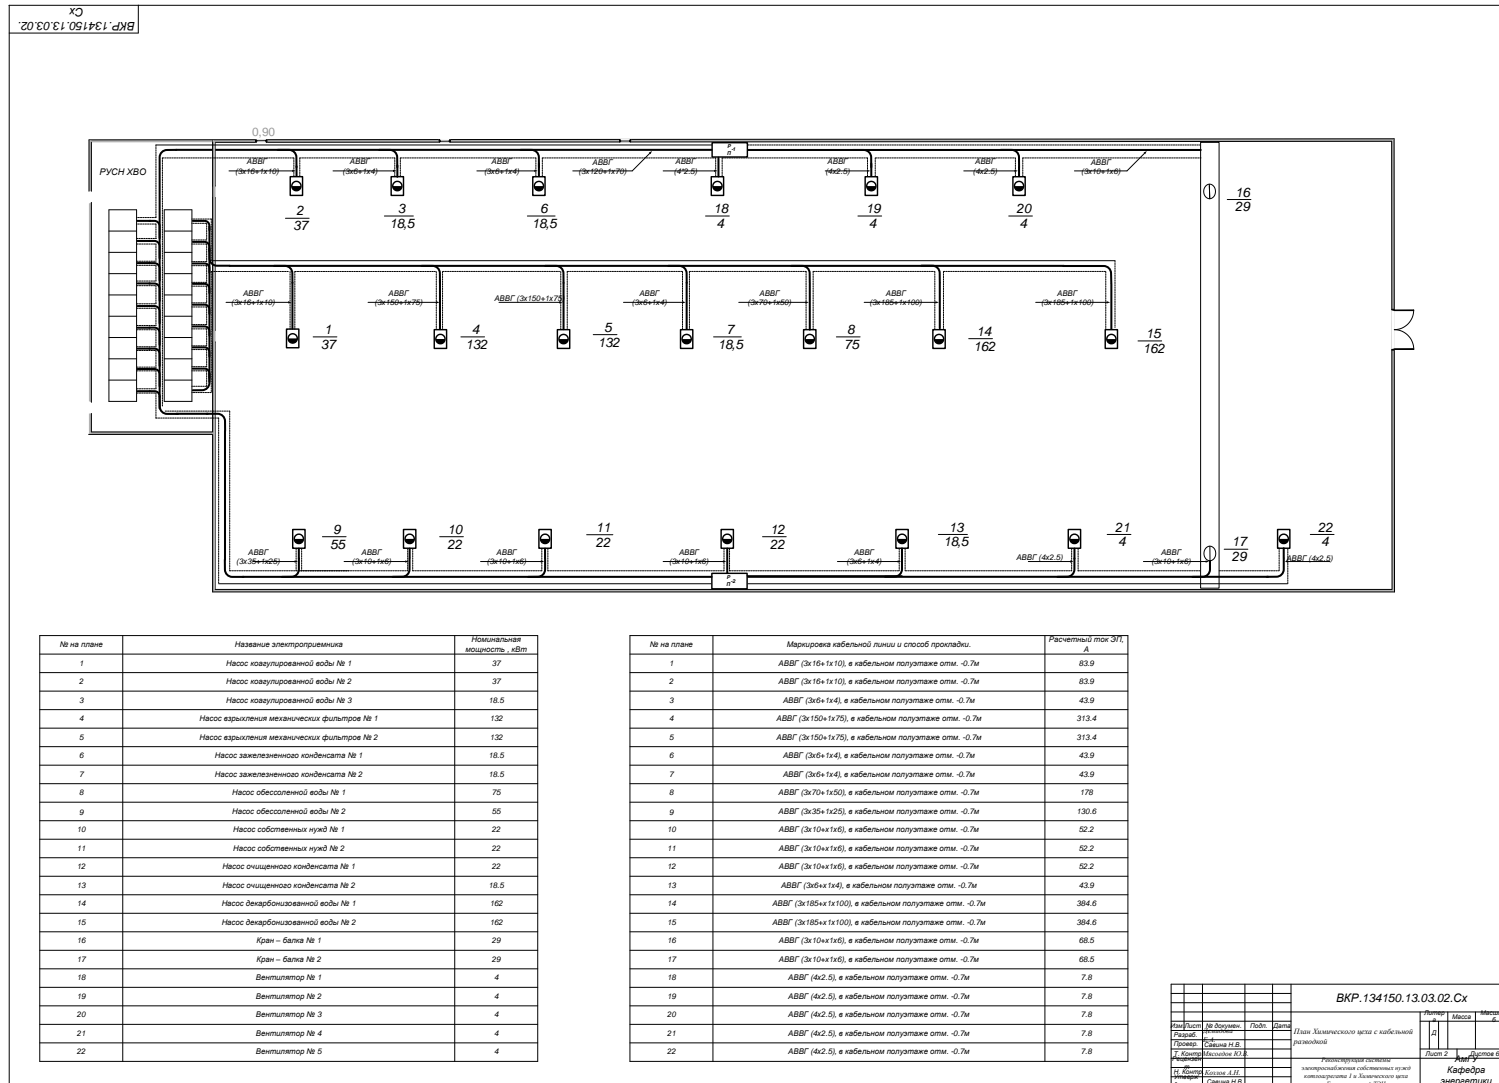 ВКР.134150.13.03.02.
Сх
0,90
РУСН ХВО
АВВГ
(3х16+1х10)
АВВГ
(3х6+1х4)
АВВГ
(3х6+1х4)
АВВГ
(3х120+1х70)
АВВГ
(4*2.5)
Р
П-1
АВВГ
(4х2.5)
АВВГ
(4х2.5)
АВВГ
(3х10+1х6)
2
37
3
18,5
6
18,5
18
4
19
4
20
4
16
29
АВВГ
(3х16+1х10)
АВВГ
(3х150+1х75)
АВВГ (3х150+1х75
АВВГ
(3х6+1х4)
АВВГ
(3х70+1х50)
АВВГ
(3х185+1х100)
АВВГ
(3х185+1х100)
1
37
4
132
5
132
7
18,5
8
75
14
162
15
162
9
55
10
22
11
22
12
22
13
18,5
21
4
17
29
22
4
АВВГ
(3х35+1х25)
АВВГ
(3х10+1х6)
АВВГ
(3х10+1х6)
АВВГ
(3х10+1х6)
АВВГ
(3х6+1х4)
АВВГ (4х2.5)
АВВГ
(3х10+1х6)
АВВГ (4х2.5)
Р
П-2
№ на плане Название электроприемника Номинальная мощность , кВт
1 Насос коагулированной воды № 1 37
2 Насос коагулированной воды № 2 37
3 Насос коагулированной воды № 3 18.5
4 Насос взрыхления механических фильтров № 1 132
5 Насос взрыхления механических фильтров № 2 132
6 Насос зажелезненного конденсата № 1 18.5
7 Насос зажелезненного конденсата № 2 18.5
8 Насос обессоленной воды № 1 75
9 Насос обессоленной воды № 2 55
10 Насос собственных нужд № 1 22
11 Насос собственных нужд № 2 22
12 Насос очищенного конденсата № 1 22
13 Насос очищенного конденсата № 2 18.5
14 Насос декарбонизованной воды № 1 162
15 Насос декарбонизованной воды № 2 162
16 Кран – балка № 1 29
17 Кран – балка № 2 29
18 Вентилятор № 1 4
19 Вентилятор № 2 4
20 Вентилятор № 3 4
21 Вентилятор № 4 4
22 Вентилятор № 5 4
№ на плане Маркировка кабельной линии и способ прокладки. Расчетный ток ЭП, А
1 АВВГ (3х16+1х10), в кабельном полуэтаже отм. -0.7м 83.9
2 АВВГ (3х16+1х10), в кабельном полуэтаже отм. -0.7м 83.9
3 АВВГ (3х6+1х4), в кабельном полуэтаже отм. -0.7м 43.9
4 АВВГ (3х150+1х75), в кабельном полуэтаже отм. -0.7м 313.4
5 АВВГ (3х150+1х75), в кабельном полуэтаже отм. -0.7м 313.4
6 АВВГ (3х6+1х4), в кабельном полуэтаже отм. -0.7м 43.9
7 АВВГ (3х6+1х4), в кабельном полуэтаже отм. -0.7м 43.9
8 АВВГ (3х70+1х50), в кабельном полуэтаже отм. -0.7м 178
9 АВВГ (3х35+1х25), в кабельном полуэтаже отм. -0.7м 130.6
10 АВВГ (3х10+х1х6), в кабельном полуэтаже отм. -0.7м 52.2
11 АВВГ (3х10+х1х6), в кабельном полуэтаже отм. -0.7м 52.2
12 АВВГ (3х10+х1х6), в кабельном полуэтаже отм. -0.7м 52.2
13 АВВГ (3х6+х1х4), в кабельном полуэтаже отм. -0.7м 43.9
14 АВВГ (3х185+х1х100), в кабельном полуэтаже отм. -0.7м 384.6
15 АВВГ (3х185+х1х100), в кабельном полуэтаже отм. -0.7м 384.6
16 АВВГ (3х10+х1х6), в кабельном полуэтаже отм. -0.7м 68.5
17 АВВГ (3х10+х1х6), в кабельном полуэтаже отм. -0.7м 68.5
18 АВВГ (4х2.5), в кабельном полуэтаже отм. -0.7м 7.8
19 АВВГ (4х2.5), в кабельном полуэтаже отм. -0.7м 7.8
20 АВВГ (4х2.5), в кабельном полуэтаже отм. -0.7м 7.8
21 АВВГ (4х2.5), в кабельном полуэтаже отм. -0.7м 7.8
22 АВВГ (4х2.5), в кабельном полуэтаже отм. -0.7м 7.8
ВКР.134150.13.03.02.Сх
Изм Лист № докумен. Подп. Дата
Разраб.
Провер. Савина Н.В.
Т. Контр Мясоедов Ю.В.
Н. Контр Козлов А.Н.
Савина Н.В
План Химического цеха с кабельной
разводкой
Реконструкция системы
электроснабжения собственных нужд
котлоагрегата 1 и Химического цеха
Масса
Д
Лист 2 Листов 6
АмГУ
Кафедра
энергетики